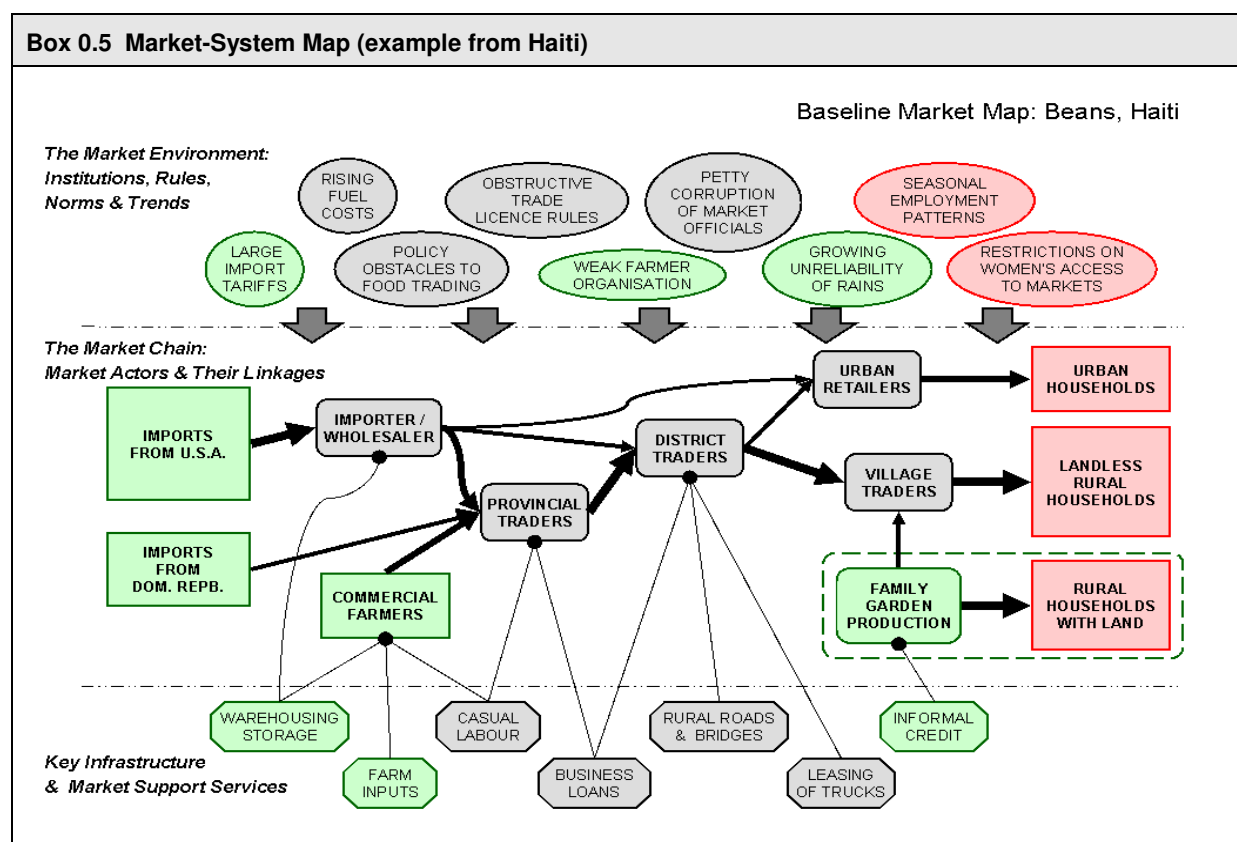 Box 0.5 Market-System Map (example from Haiti)
Baseline Market Map: Beans, Haiti
The Market Environment:
Institutions, Rules,
Norms & Trends
RISING
FUEL
COSTS
OBSTRUCTIVE
TRADE
LICENCE RULES
PETTY
CORRUPTION
OF MARKET
OFFICIALS
SEASONAL
EMPLOYMENT
PATTERNS
LARGE
IMPORT
TARIFFS
POLICY
OBSTACLES TO
FOOD TRADING
WEAK FARMER
ORGANISATION
GROWING
UNRELIABILITY
OF RAINS
RESTRICTIONS ON
WOMEN'S ACCESS
TO MARKETS
The Market Chain:
Market Actors & Their Linkages
IMPORTS
FROM U.S.A.
IMPORTER /
WHOLESALER
PROVINCIAL
TRADERS
DISTRICT
TRADERS
URBAN
RETAILERS
URBAN
HOUSEHOLDS
VILLAGE
TRADERS
LANDLESS
RURAL
HOUSEHOLDS
IMPORTS
FROM
DOM. REPB.
COMMERCIAL
FARMERS
FAMILY
GARDEN
PRODUCTION
RURAL
HOUSEHOLDS
WITH LAND
WAREHOUSING
STORAGE
CASUAL
LABOUR
RURAL ROADS
& BRIDGES
INFORMAL
CREDIT
Key Infrastructure
& Market Support Services
FARM
INPUTS
BUSINESS
LOANS
LEASING
OF TRUCKS